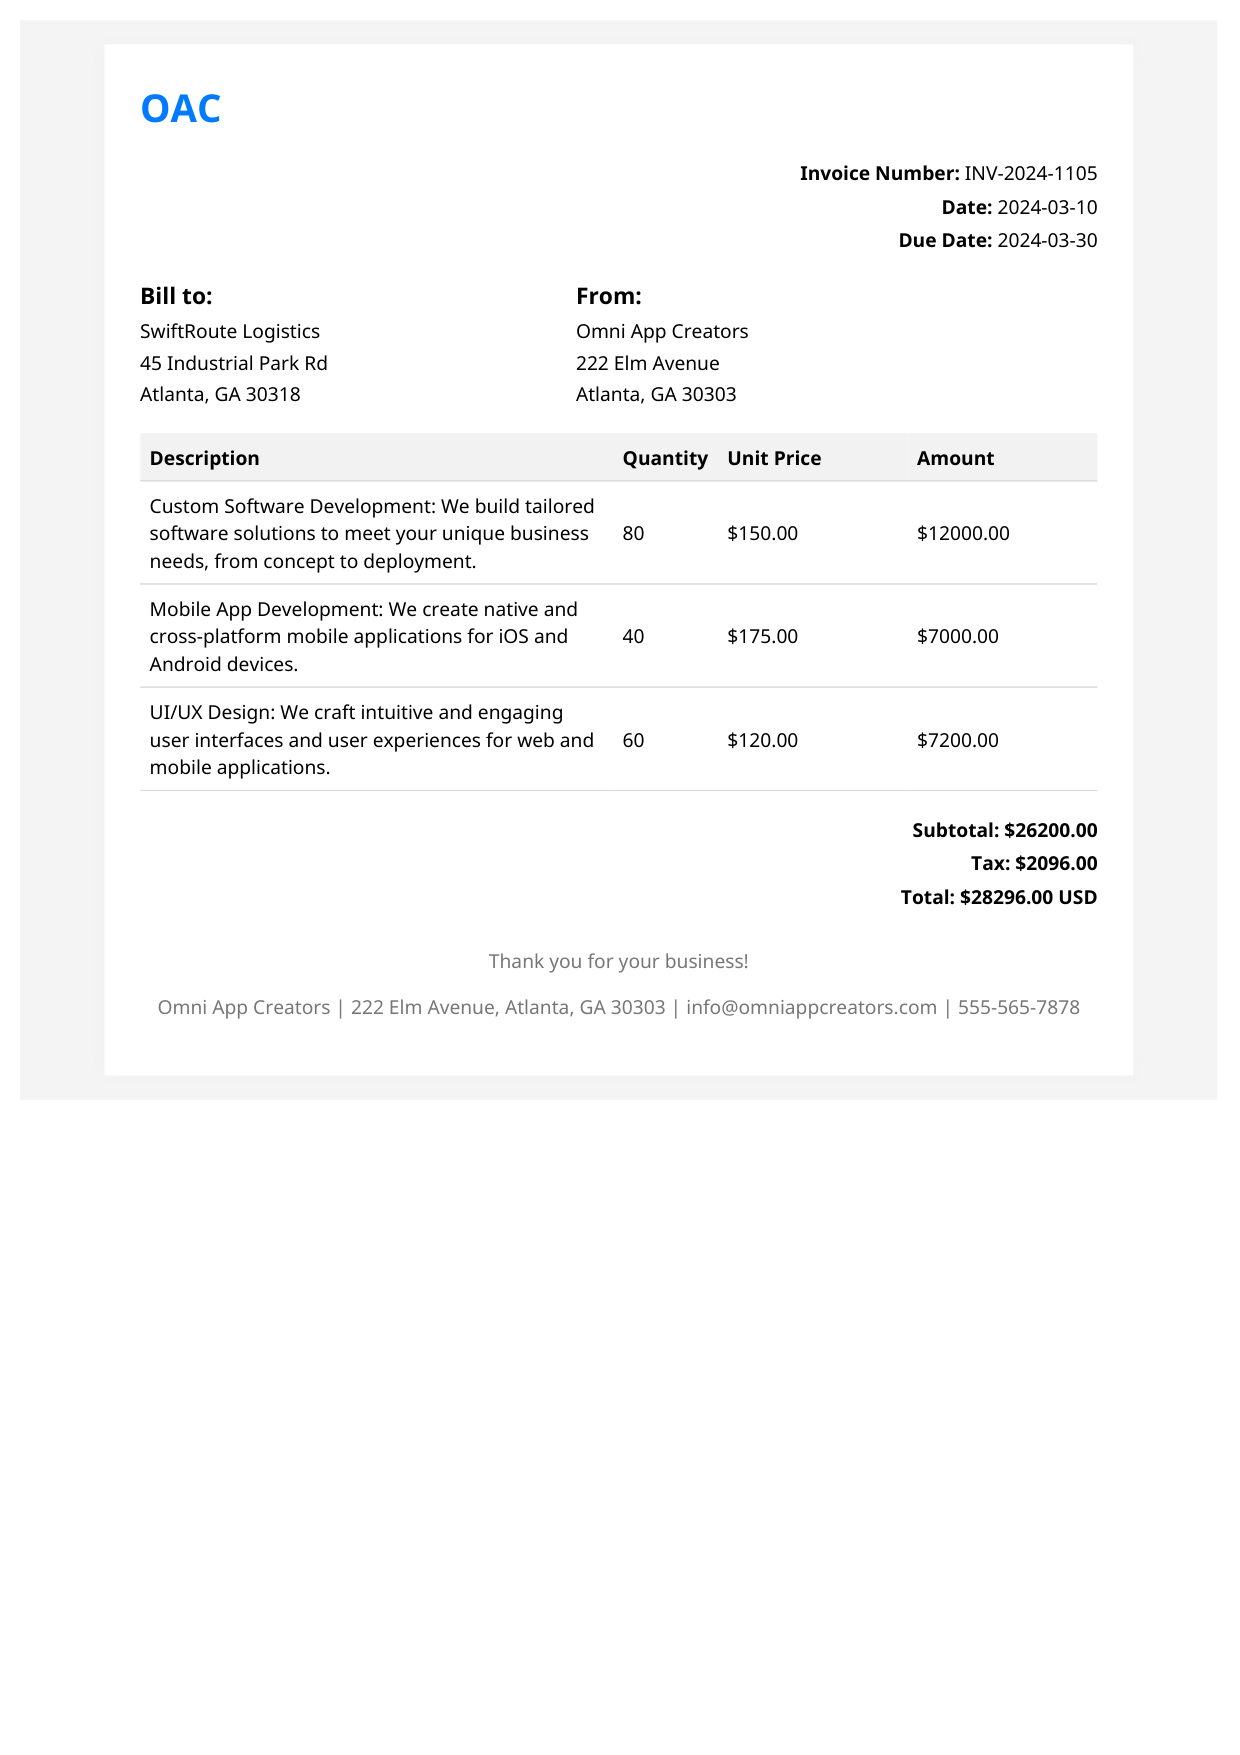 OAC
Invoice Number: INV-2024-1105
Date: 2024-03-10
Due Date: 2024-03-30
Bill to:
SwiftRoute Logistics
45 Industrial Park Rd
Atlanta, GA 30318
From:
Omni App Creators
222 Elm Avenue
Atlanta, GA 30303
Description Quantity Unit Price Amount
Custom Software Development: We build tailored
software solutions to meet your unique business
needs, from concept to deployment.
80 $150.00 $12000.00
Mobile App Development: We create native and
cross-platform mobile applications for iOS and
Android devices.
40 $175.00 $7000.00
UI/UX Design: We craft intuitive and engaging
user interfaces and user experiences for web and
mobile applications.
60 $120.00 $7200.00
Subtotal: $26200.00
Tax: $2096.00
Total: $28296.00 USD
Thank you for your business!
Omni App Creators | 222 Elm Avenue, Atlanta, GA 30303 | info@omniappcreators.com | 555-565-7878